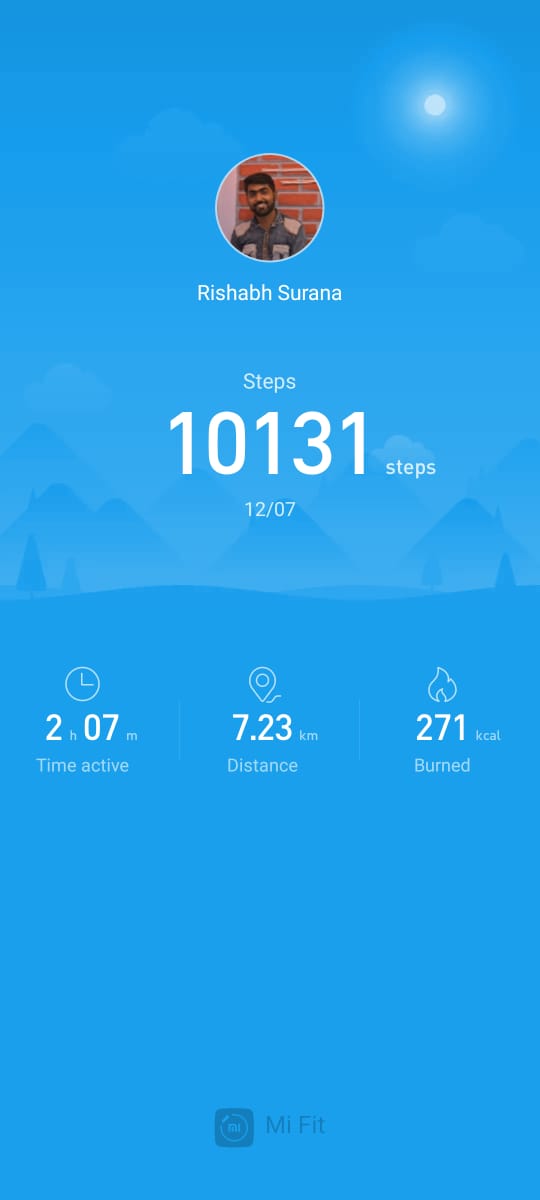 Rishabh Surana
Steps
10131 steps
12/07
2 h 07 m
7.23 km
271 kcal
Time active
Distance
Burned
mi
Mi Fit